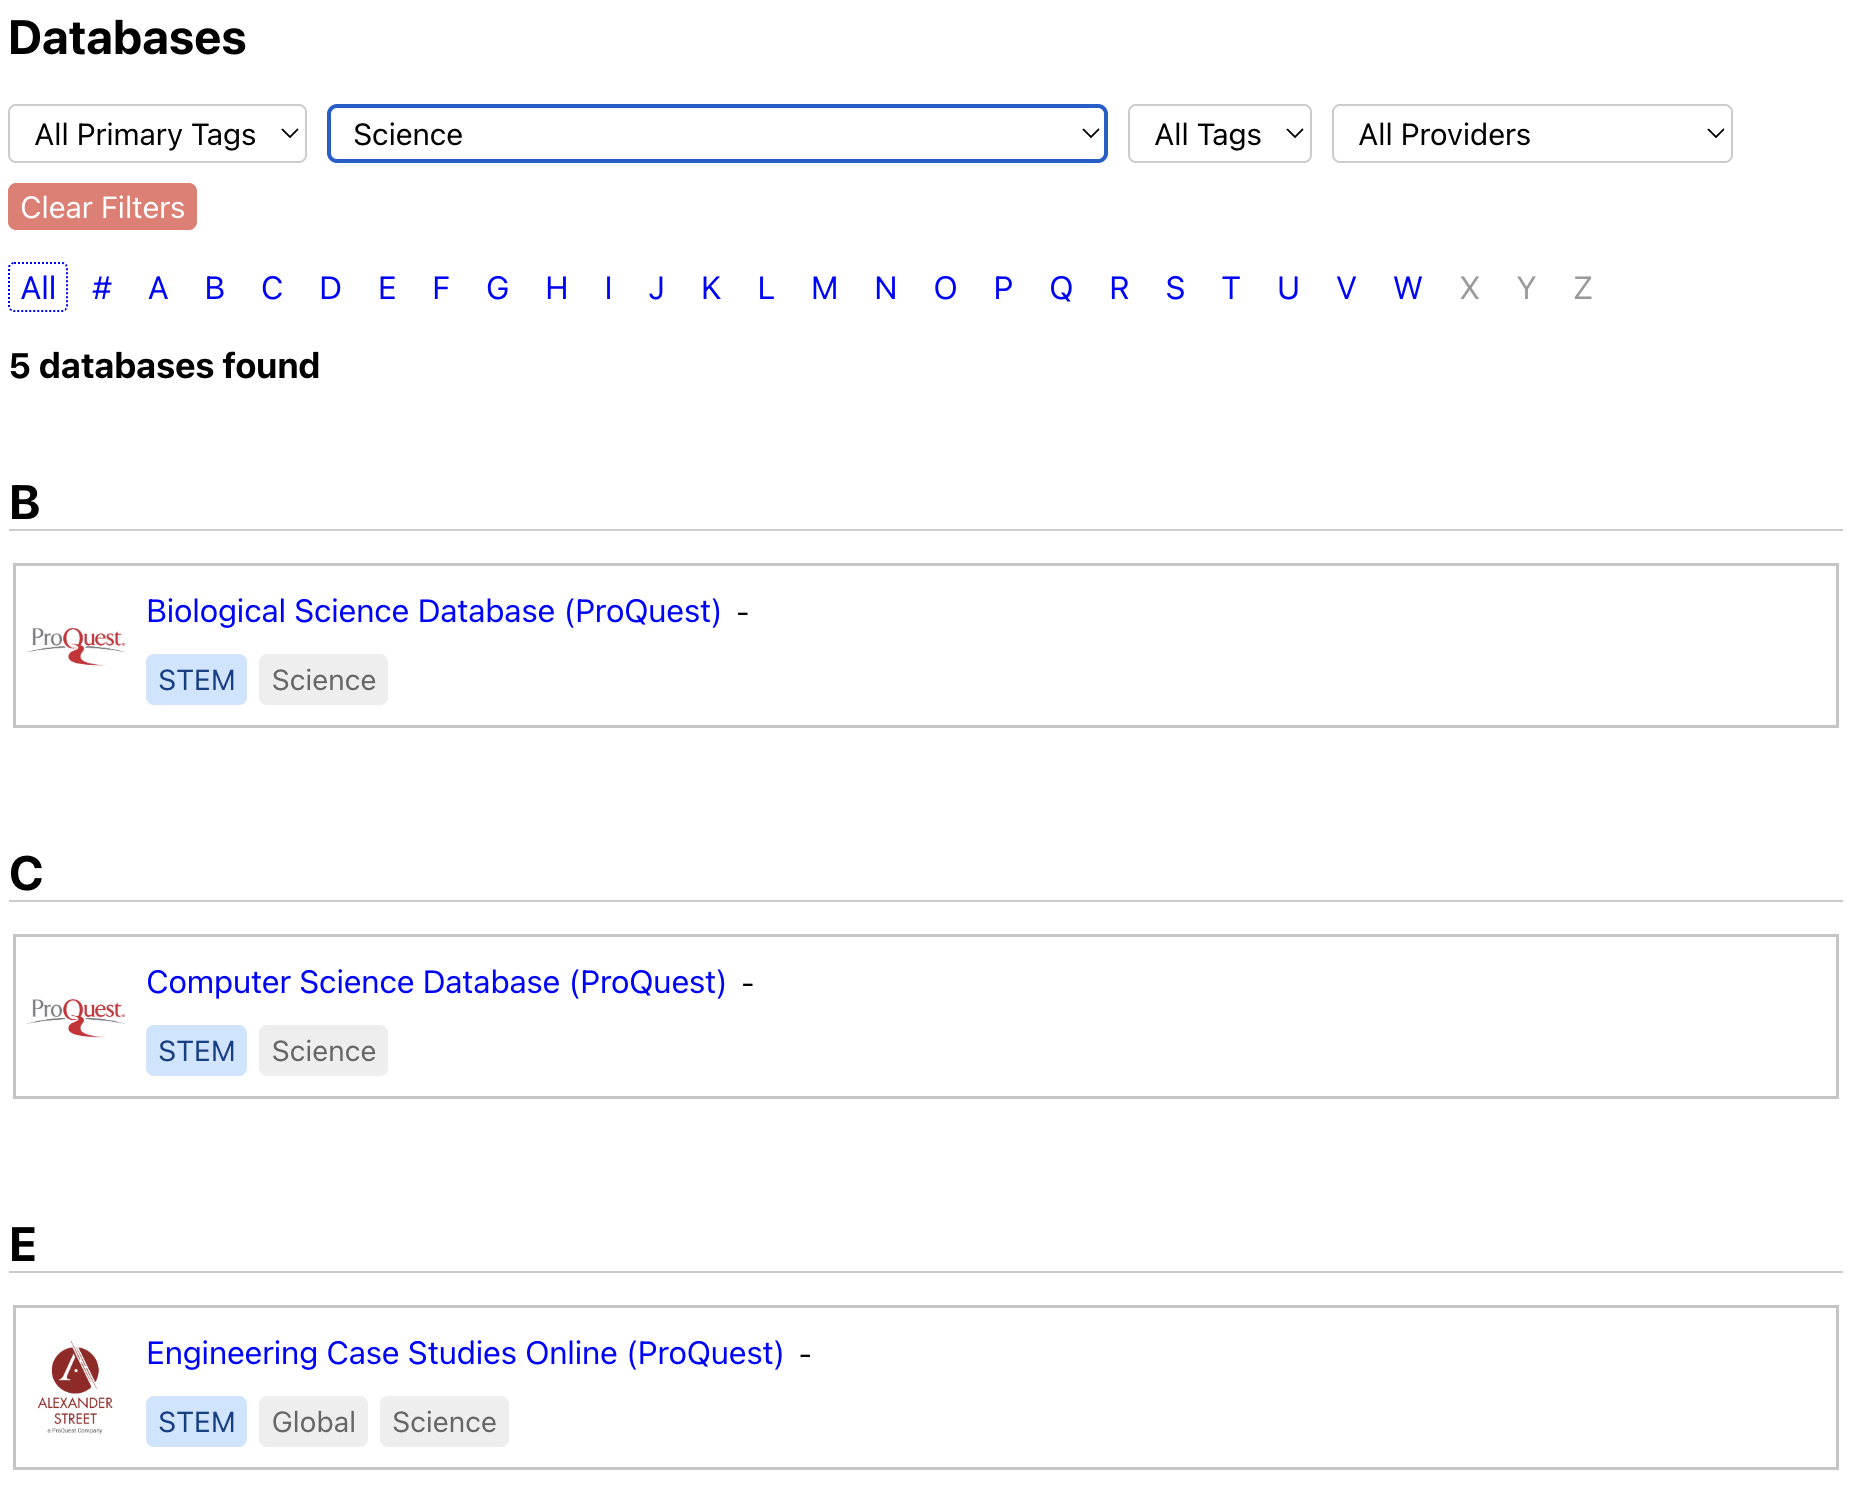 Databases
All Primary Tags Science All Tags All Providers
Clear Filters
All # A B C D E F G H I J K L M N O P Q R S T U V W X Y Z
5 databases found
B
Biological Science Database (ProQuest) -
ProQuest.
STEM Science
C
Computer Science Database (ProQuest) -
ProQuest.
STEM Science
E
Engineering Case Studies Online (ProQuest) -
ALEXANDER
STREET
a ProQuest Company
STEM Global Science